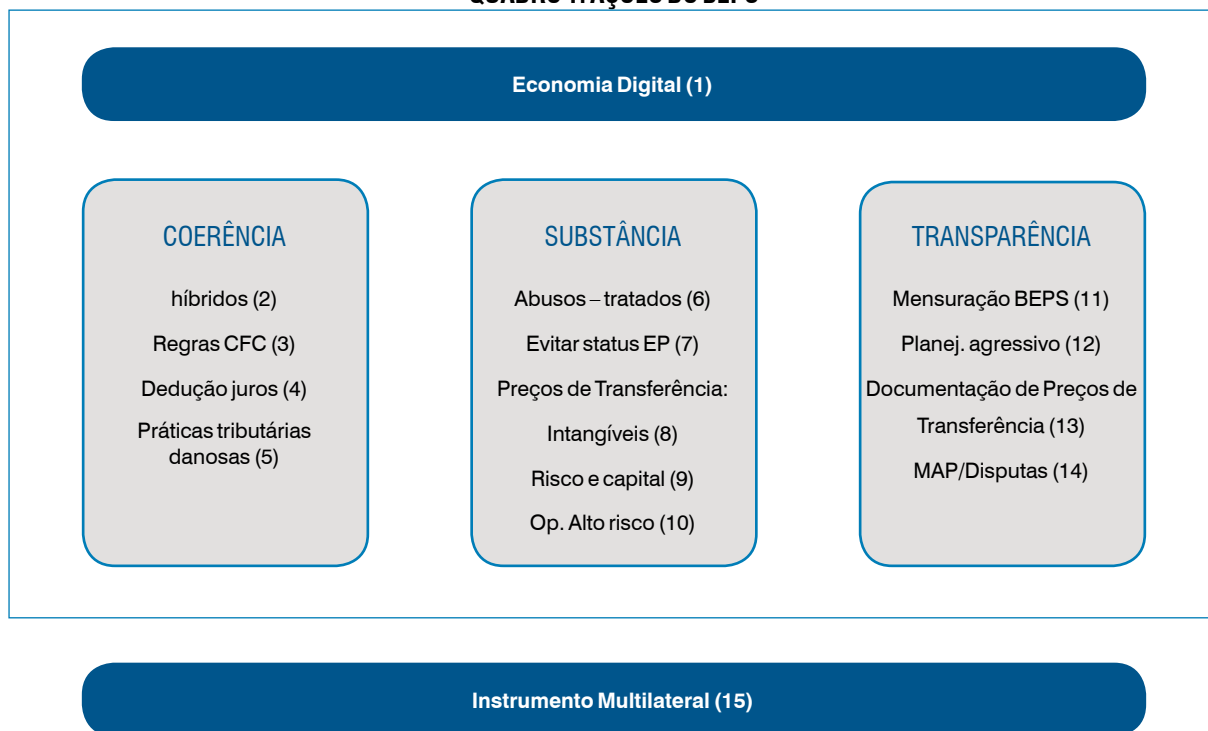 Economia Digital (1)
COERÊNCIA
híbridos (2)
Regras CFC (3)
Dedução juros (4)
Práticas tributárias
danosas (5)
SUBSTÂNCIA
Abusos – tratados (6)
Evitar status EP (7)
Preços de Transferência:
Intangíveis (8)
Risco e capital (9)
Op. Alto risco (10)
TRANSPARÊNCIA
Mensuração BEPS (11)
Planej. agressivo (12)
Documentação de Preços de
Transferência (13)
MAP/Disputas (14)
Instrumento Multilateral (15)